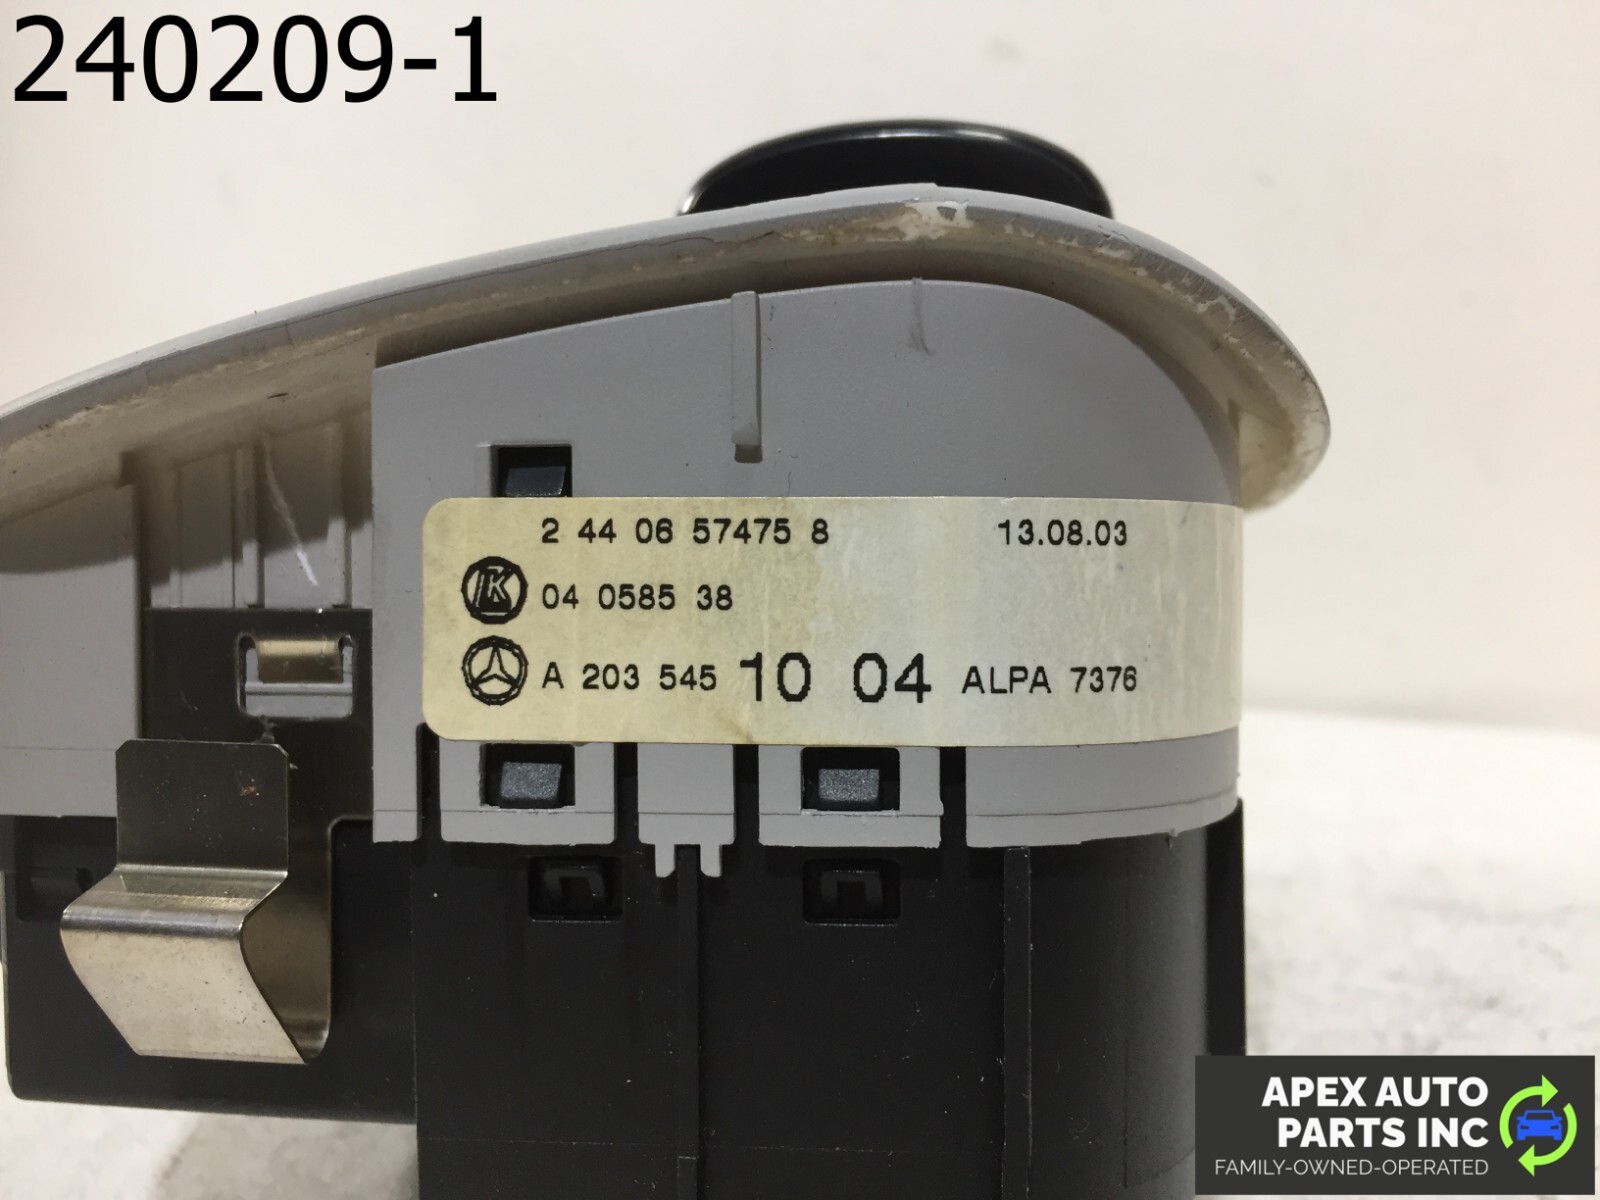 240209-1
2 44 06 57475 8 13.08.03
LK 04 0585 38
A 203 545 10 04 ALPA 7376
APEX AUTO
PARTS INC
FAMILY-OWNED-OPERATED